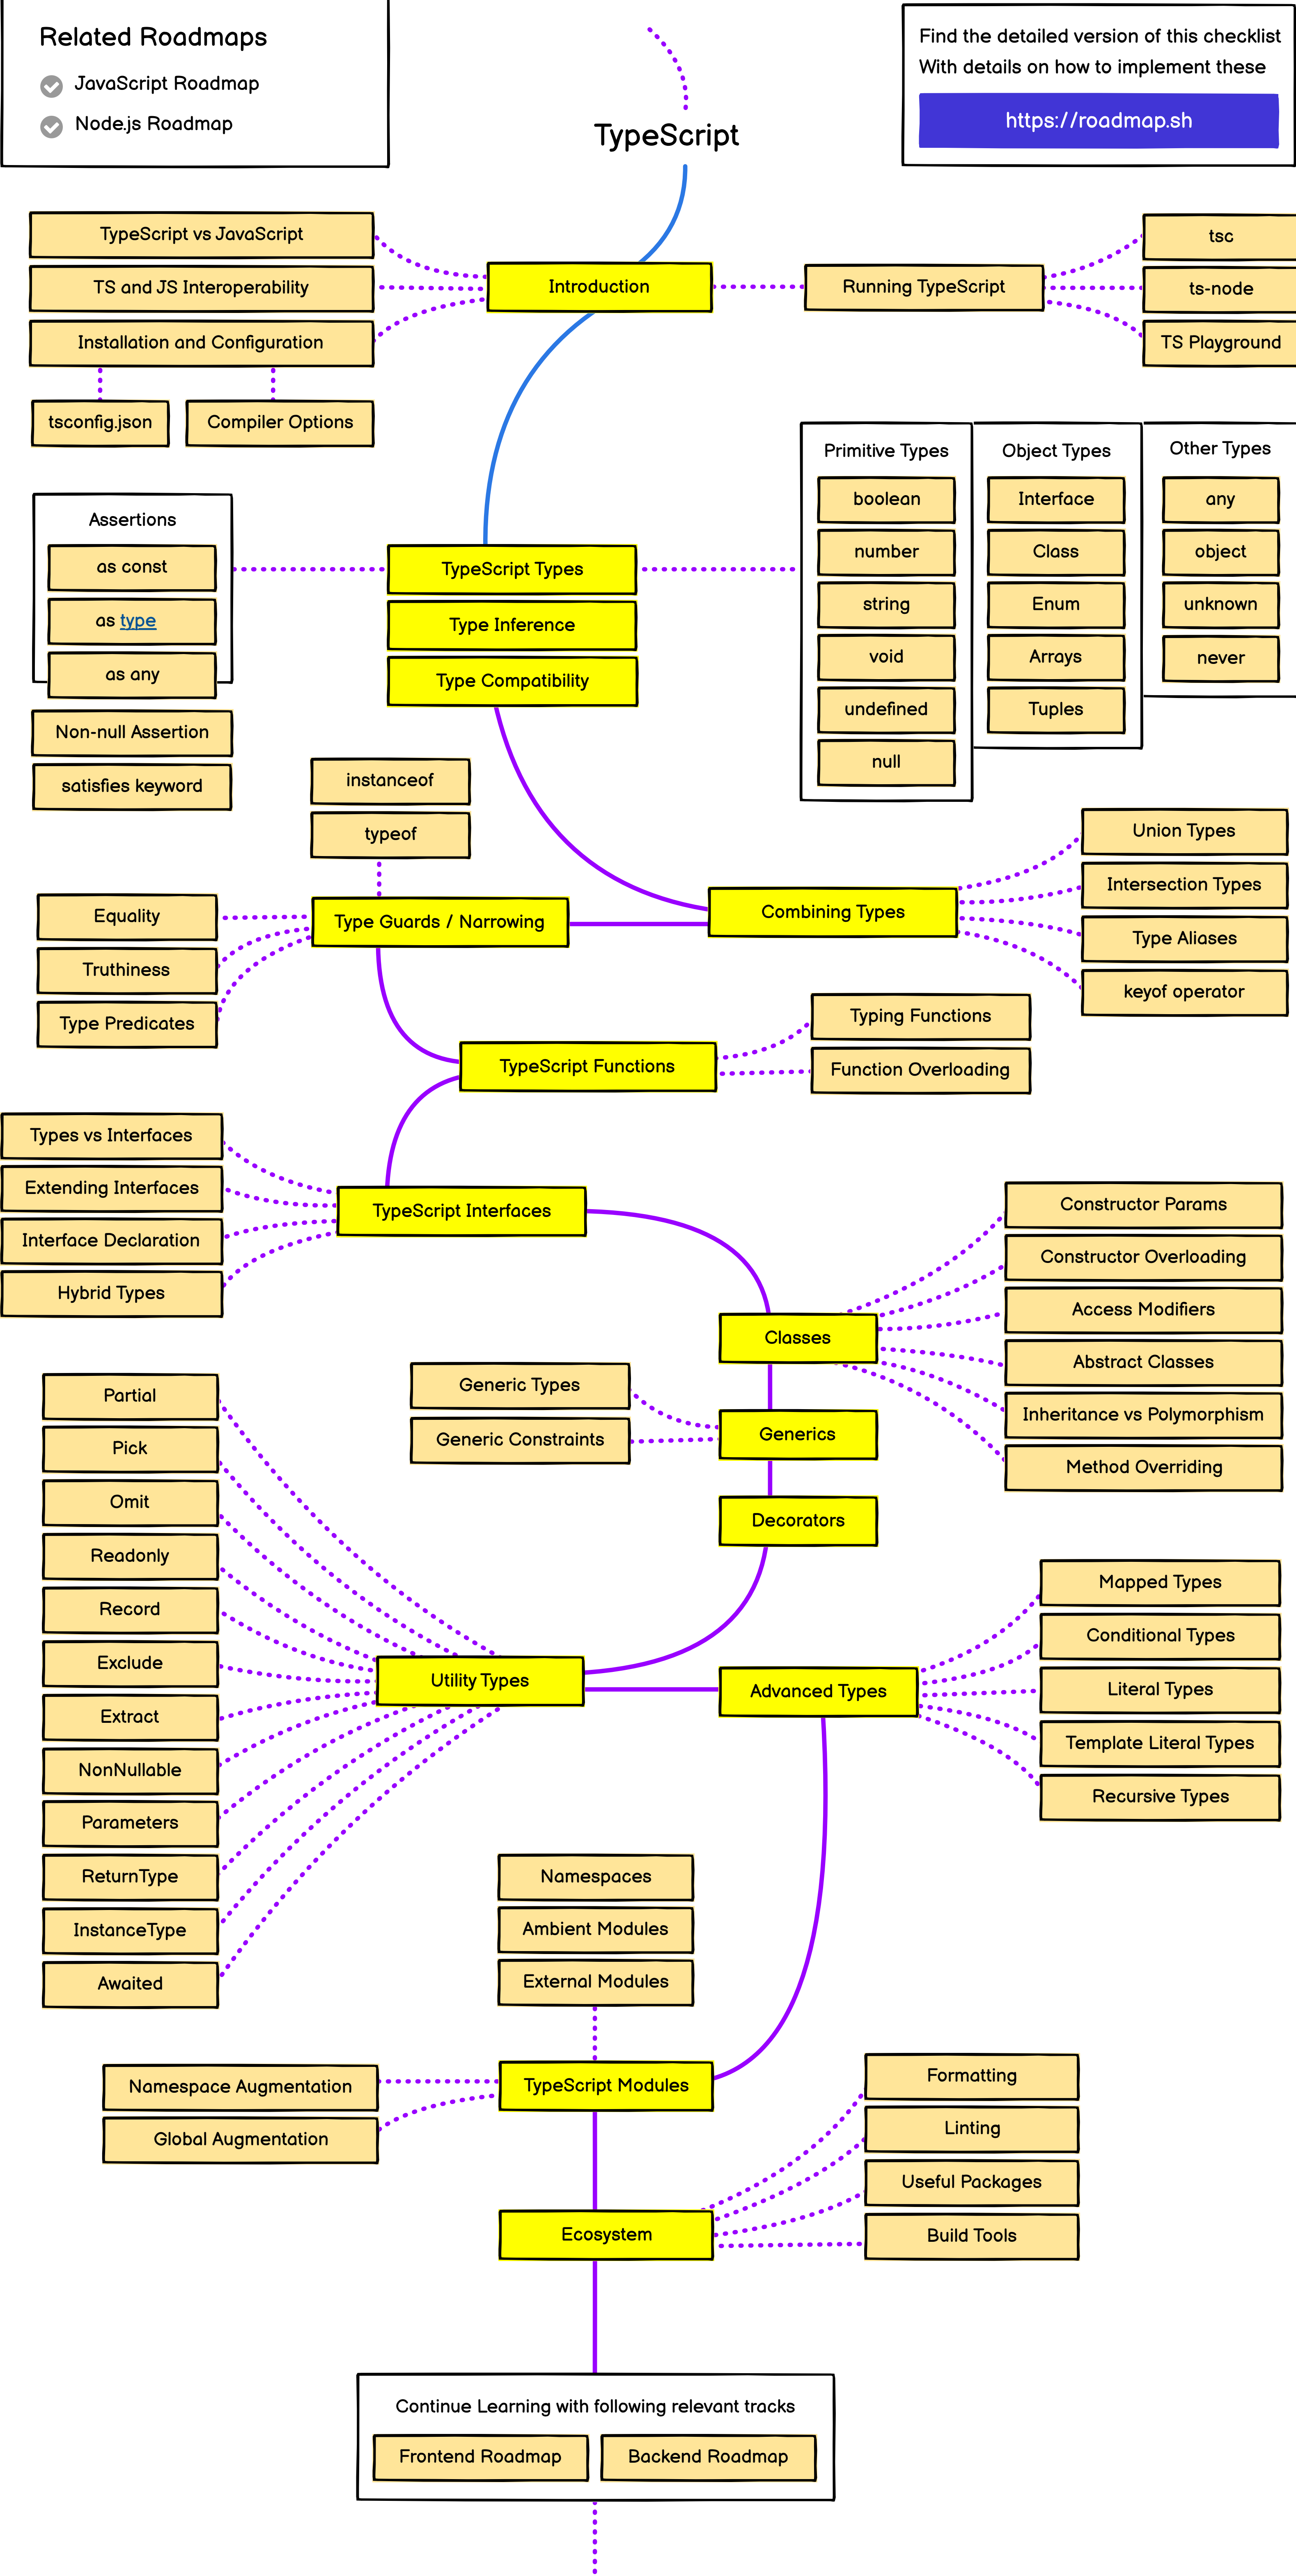 Related Roadmaps
JavaScript Roadmap
Node.js Roadmap
TypeScript
Find the detailed version of this checklist
With details on how to implement these
https://roadmap.sh
TypeScript vs JavaScript
TS and JS Interoperability
Installation and Configuration
tsconfig.json
Compiler Options
Introduction
Running TypeScript
tsc
ts-node
TS Playground
Assertions
as const
as type
as any
Non-null Assertion
satisfies keyword
TypeScript Types
Type Inference
Type Compatibility
Primitive Types
boolean
number
string
void
undefined
null
Object Types
Interface
Class
Enum
Arrays
Tuples
Other Types
any
object
unknown
never
instanceof
typeof
Equality
Truthiness
Type Predicates
Type Guards / Narrowing
Combining Types
Union Types
Intersection Types
Type Aliases
keyof operator
TypeScript Functions
Typing Functions
Function Overloading
Types vs Interfaces
Extending Interfaces
Interface Declaration
Hybrid Types
TypeScript Interfaces
Classes
Constructor Params
Constructor Overloading
Access Modifiers
Abstract Classes
Inheritance vs Polymorphism
Method Overriding
Generic Types
Generic Constraints
Generics
Decorators
Partial
Pick
Omit
Readonly
Record
Exclude
Extract
NonNullable
Parameters
ReturnType
InstanceType
Awaited
Utility Types
Advanced Types
Mapped Types
Conditional Types
Literal Types
Template Literal Types
Recursive Types
Namespaces
Ambient Modules
External Modules
Namespace Augmentation
Global Augmentation
TypeScript Modules
Ecosystem
Formatting
Linting
Useful Packages
Build Tools
Continue Learning with following relevant tracks
Frontend Roadmap
Backend Roadmap